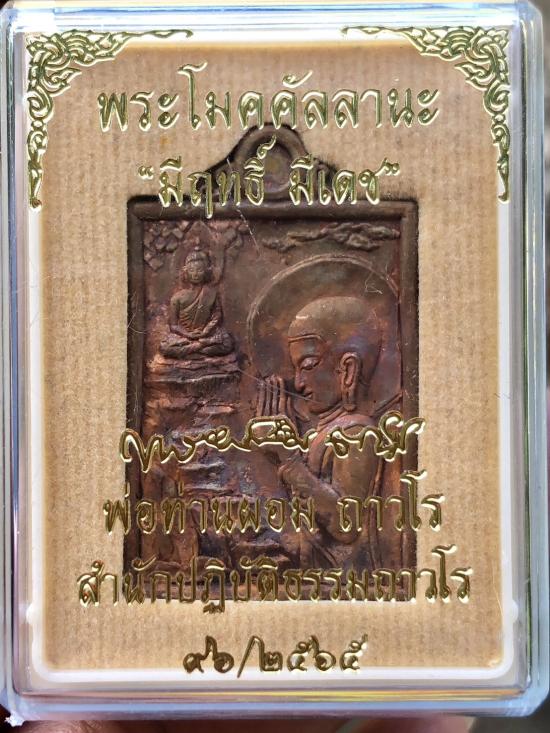 พระโมคคัลลานะ
“มีฤทธิ์ มีเดช”
พ่อท่านผอม ถาวโร
สำนักปฏิบัติธรรมถาวโร
๙๖/๒๕๖๕